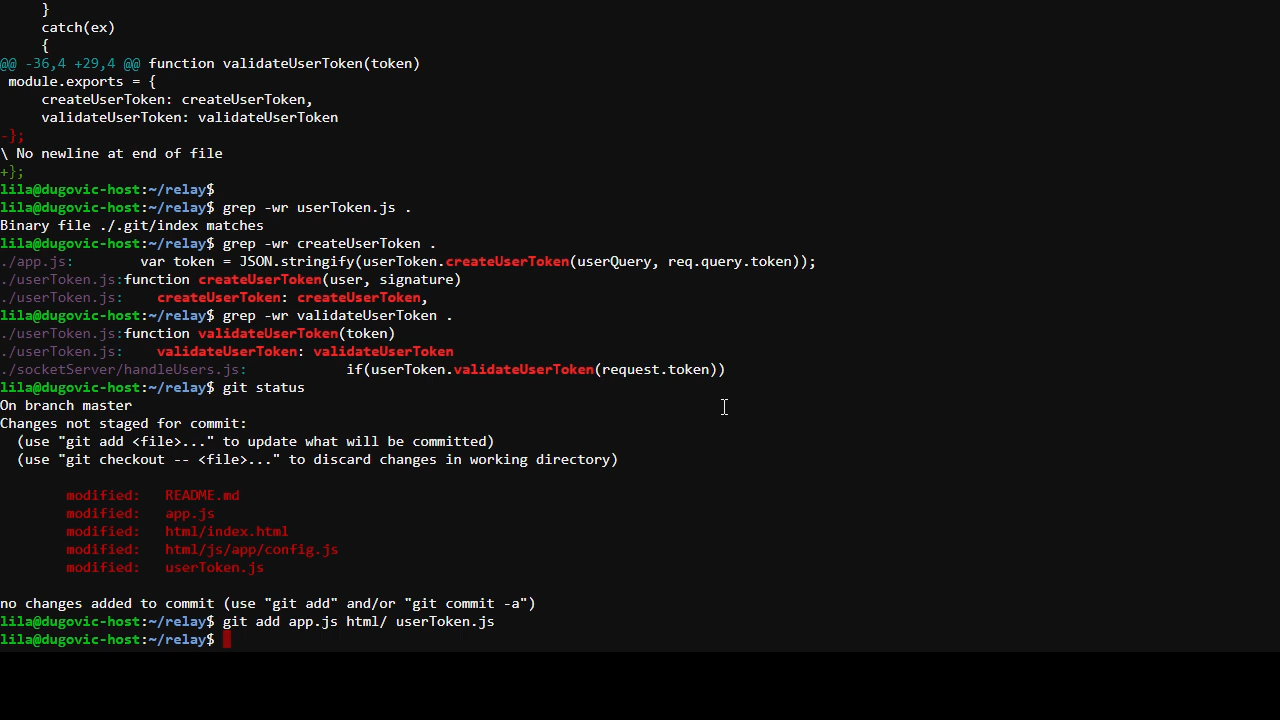 }
    catch(ex)
    {
@@ -36,4 +29,4 @@ function validateUserToken(token)
 module.exports = {
     createUserToken: createUserToken,
     validateUserToken: validateUserToken
-};
\ No newline at end of file
+};
lila@dugovic-host:~/relay$
lila@dugovic-host:~/relay$ grep -wr userToken.js .
Binary file ./.git/index matches
lila@dugovic-host:~/relay$ grep -wr createUserToken .
./app.js:        var token = JSON.stringify(userToken.createUserToken(userQuery, req.query.token));
./userToken.js:function createUserToken(user, signature)
./userToken.js:    createUserToken: createUserToken,
lila@dugovic-host:~/relay$ grep -wr validateUserToken .
./userToken.js:function validateUserToken(token)
./userToken.js:    validateUserToken: validateUserToken
./socketServer/handleUsers.js:            if(userToken.validateUserToken(request.token))
lila@dugovic-host:~/relay$ git status
On branch master
Changes not staged for commit:
  (use "git add <file>..." to update what will be committed)
  (use "git checkout -- <file>..." to discard changes in working directory)
        modified:   README.md
        modified:   app.js
        modified:   html/index.html
        modified:   html/js/app/config.js
        modified:   userToken.js
no changes added to commit (use "git add" and/or "git commit -a")
lila@dugovic-host:~/relay$ git add app.js html/ userToken.js
lila@dugovic-host:~/relay$